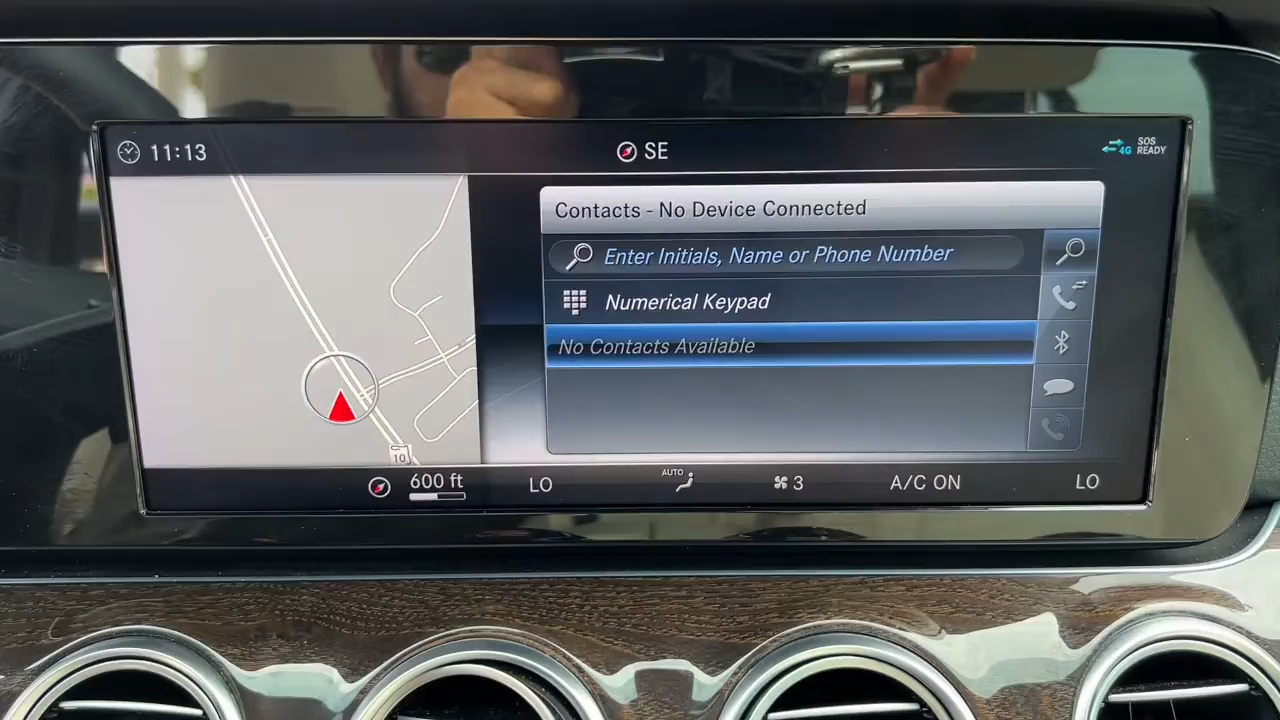 11:13
SE
4G
SOS
READY
Contacts - No Device Connected
Enter Initials, Name or Phone Number
Numerical Keypad
No Contacts Available
10
600 ft
LO
AUTO
3
A/C ON
LO